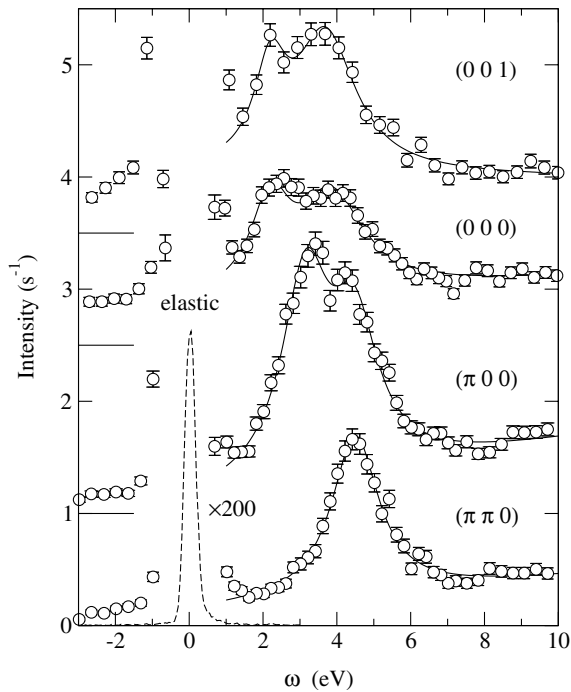 5
(0 0 1)
4
(0 0 0)
3
Intensity (s⁻¹)
elastic
2
(π 0 0)
×200
1
(π π 0)
0
-2 0 2 4 6 8 10
ω (eV)